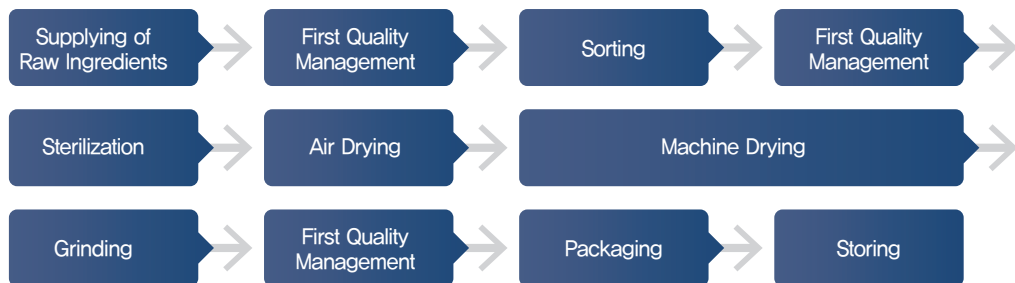 Supplying of
Raw Ingredients
First Quality
Management
Sorting
First Quality
Management
Sterilization
Air Drying
Machine Drying
Grinding
First Quality
Management
Packaging
Storing